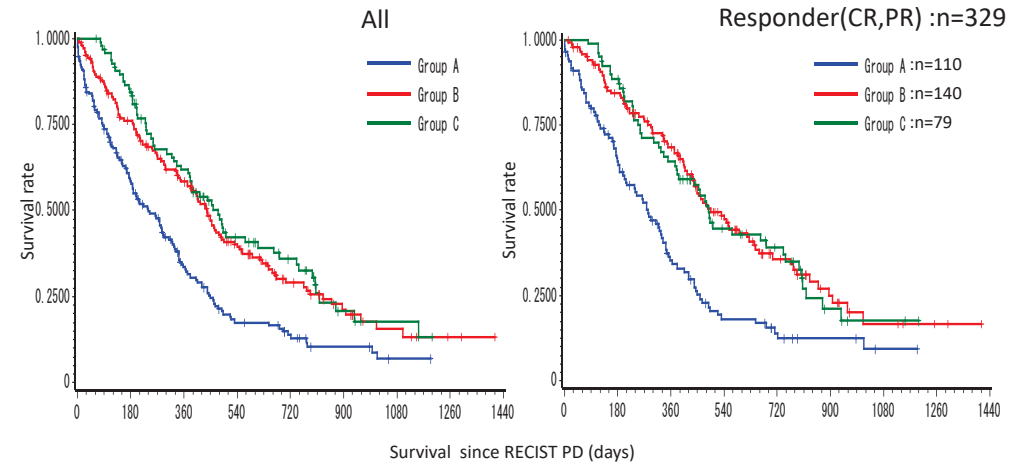 All
Survival rate
1.0000
0.7500
0.5000
0.2500
0
Group A
Group B
Group C
0 180 360 540 720 900 1080 1260 1440
Responder(CR,PR) :n=329
Survival rate
1.0000
0.7500
0.5000
0.2500
0
Group A :n=110
Group B :n=140
Group C :n=79
0 180 360 540 720 900 1080 1260 1440
Survival since RECIST PD (days)